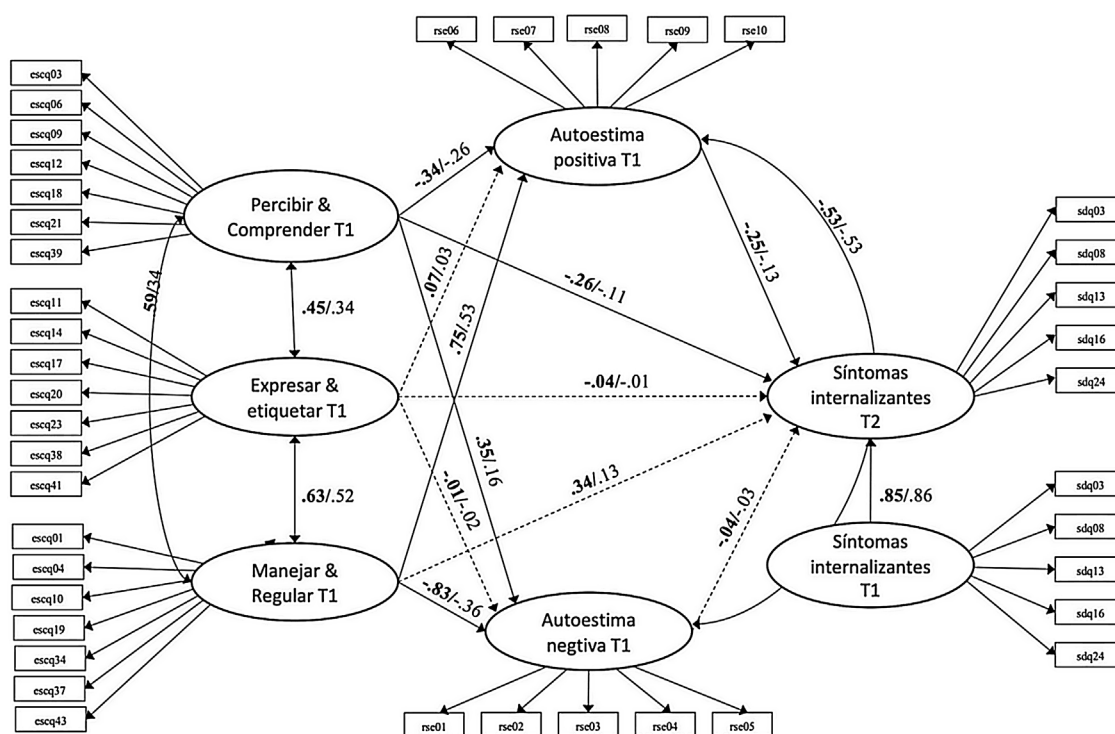 rse06
rse07
rse08
rse09
rse10
escq03
escq06
escq09
escq12
escq18
escq21
escq39
escq11
escq14
escq17
escq20
escq23
escq38
escq41
escq01
escq04
escq10
escq19
escq34
escq37
escq43
59/34
Percibir &
Comprender T1
.45/.34
Expresar &
etiquetar T1
.63/.52
Manejar &
Regular T1
Autoestima
positiva T1
-.34/-.26
.07/.03
.75/.53
-.26/-.11
-.25/-.13
-.53/-.53
-.04/-.01
.35/.16
-.01/-.02
.34/.13
-.04/-.03
-.83/-.36
Autoestima
negtiva T1
rse01
rse02
rse03
rse04
rse05
Síntomas
internalizantes
T2
.85/.86
Síntomas
internalizantes
T1
sdq03
sdq08
sdq13
sdq16
sdq24
sdq03
sdq08
sdq13
sdq16
sdq24